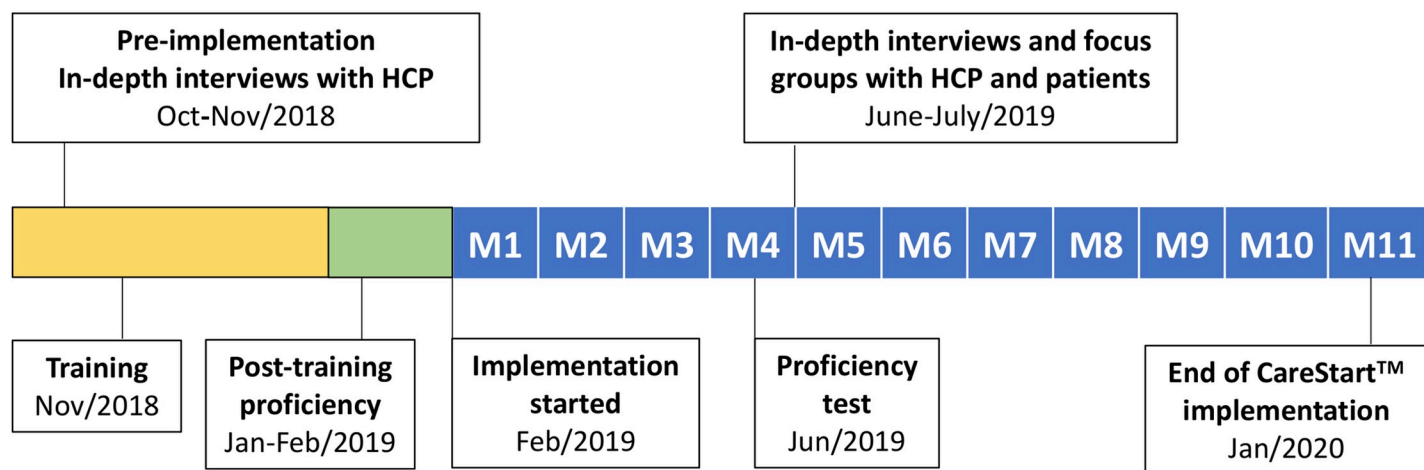 Pre-implementation
In-depth interviews with HCP
Oct-Nov/2018
In-depth interviews and focus
groups with HCP and patients
June-July/2019
M1 M2 M3 M4 M5 M6 M7 M8 M9 M10 M11
Training
Nov/2018
Post-training
proficiency
Jan-Feb/2019
Implementation
started
Feb/2019
Proficiency
test
Jun/2019
End of CareStart™
implementation
Jan/2020